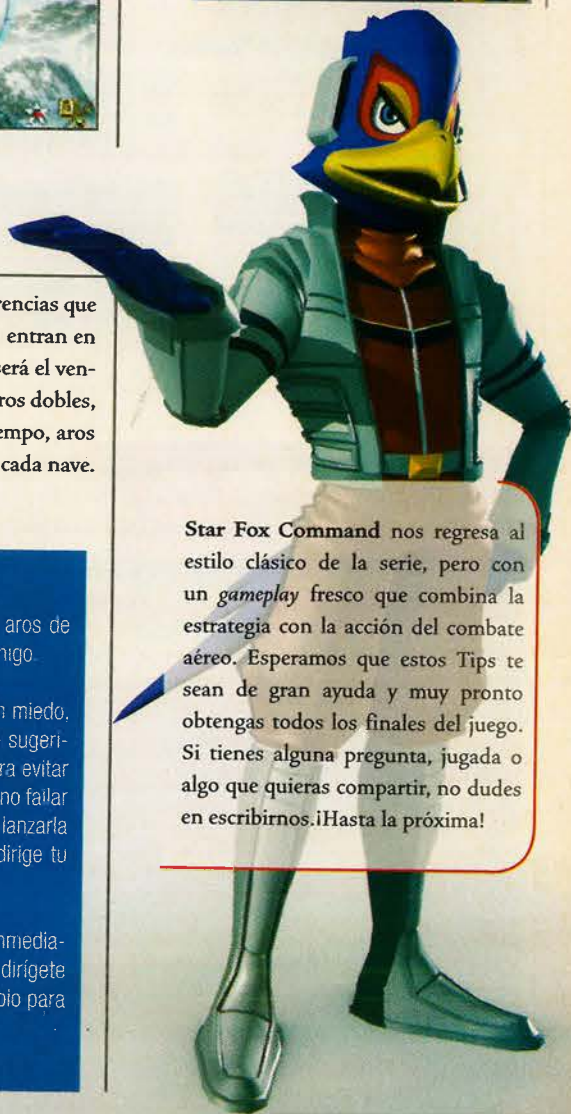 rencias que
entran en
será el ven-
ros dobles,
empo, aros
cada nave.
aros de
nigo.
n miedo,
sugeri-
ra evitar
no fallar
lanzarla
dirige tu
nmedia-
dirígete
pio para
Star Fox Command nos regresa al
estilo clásico de la serie, pero con
un gameplay fresco que combina la
estrategia con la acción del combate
aéreo. Esperamos que estos Tips te
sean de gran ayuda y muy pronto
obtengas todos los finales del juego.
Si tienes alguna pregunta, jugada o
algo que quieras compartir, no dudes
en escribirnos.¡Hasta la próxima!